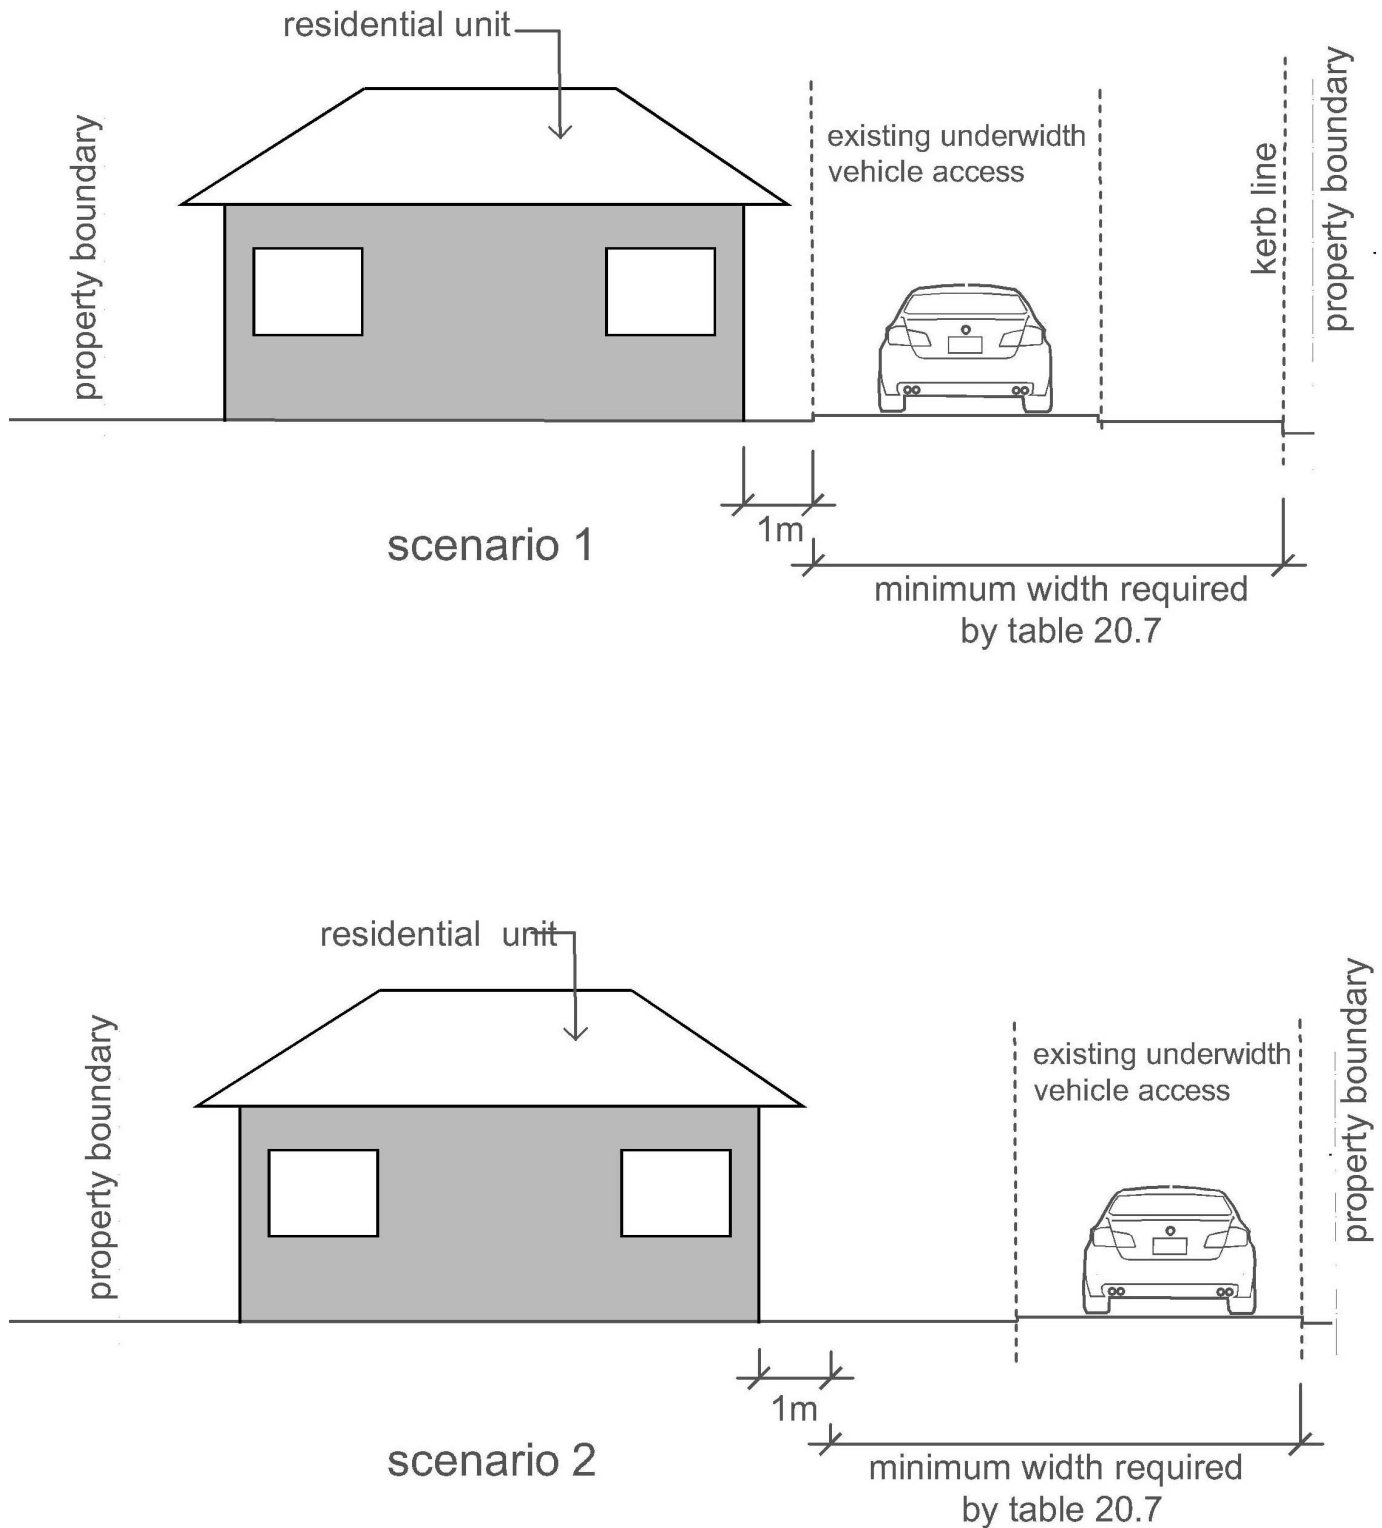 residential unit
property boundary
existing underwidth
vehicle access
kerb line
property boundary
1m
scenario 1
minimum width required
by table 20.7
residential unit
property boundary
existing underwidth
vehicle access
property boundary
1m
scenario 2
minimum width required
by table 20.7